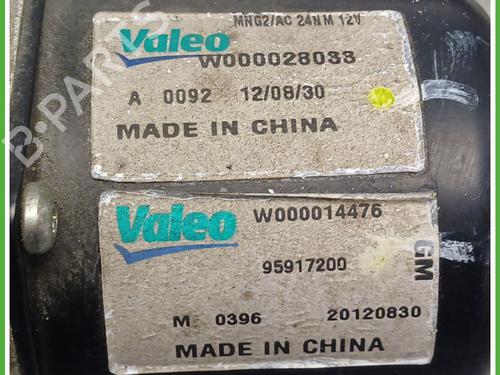 MNG2/AC 24NM 12V
Valeo
W000028033
A 0092 12/08/30
MADE IN CHINA
Valeo
W000014476
95917200
GM
M 0396 20120830
MADE IN CHINA
B-PARTS